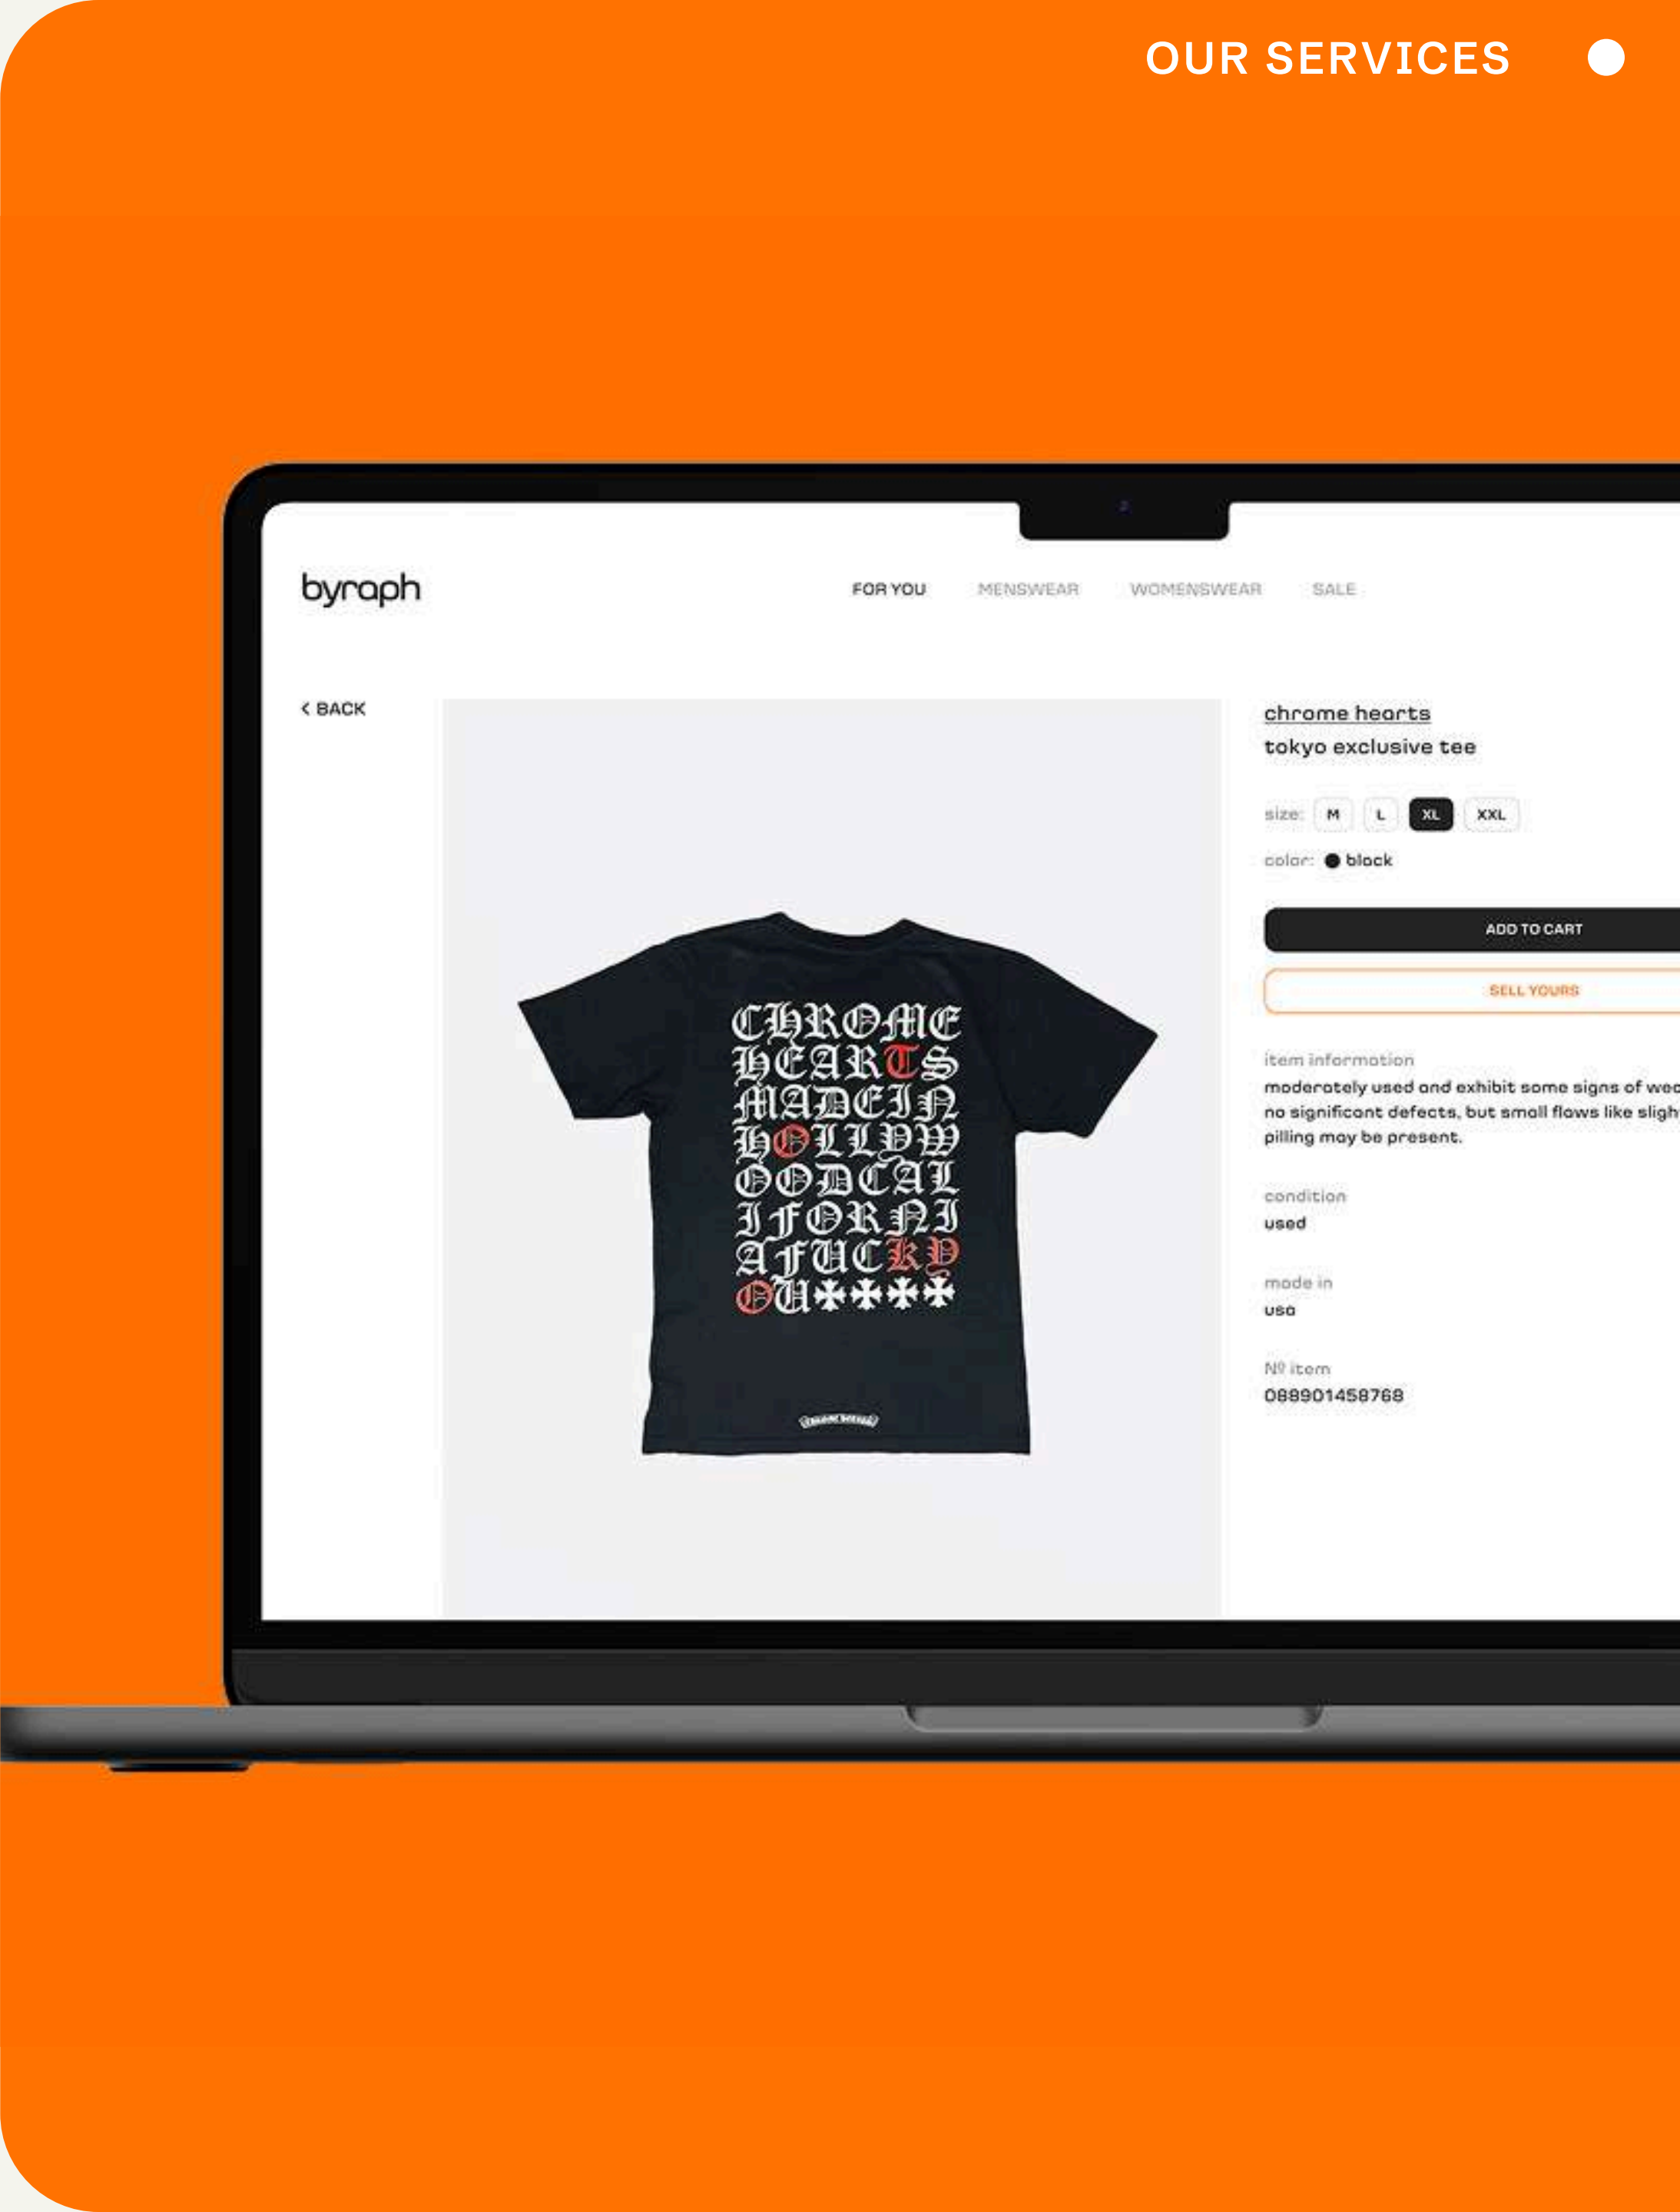 OUR SERVICES
byraph
FOR YOU MENSWEAR WOMENSWEAR SALE
< BACK
chrome hearts
tokyo exclusive tee
size: M L XL XXL
color: black
ADD TO CART
SELL YOURS
item information
moderately used and exhibit some signs of
no significant defects, but small flaws like
pilling may be present.
condition
used
made in
usa
Nº item
088901458768
CHROME
HEARTS
MADEIN
HOLLYW
OODCAL
IFORNI
AFUCKY
OU
CHROME HEARTS